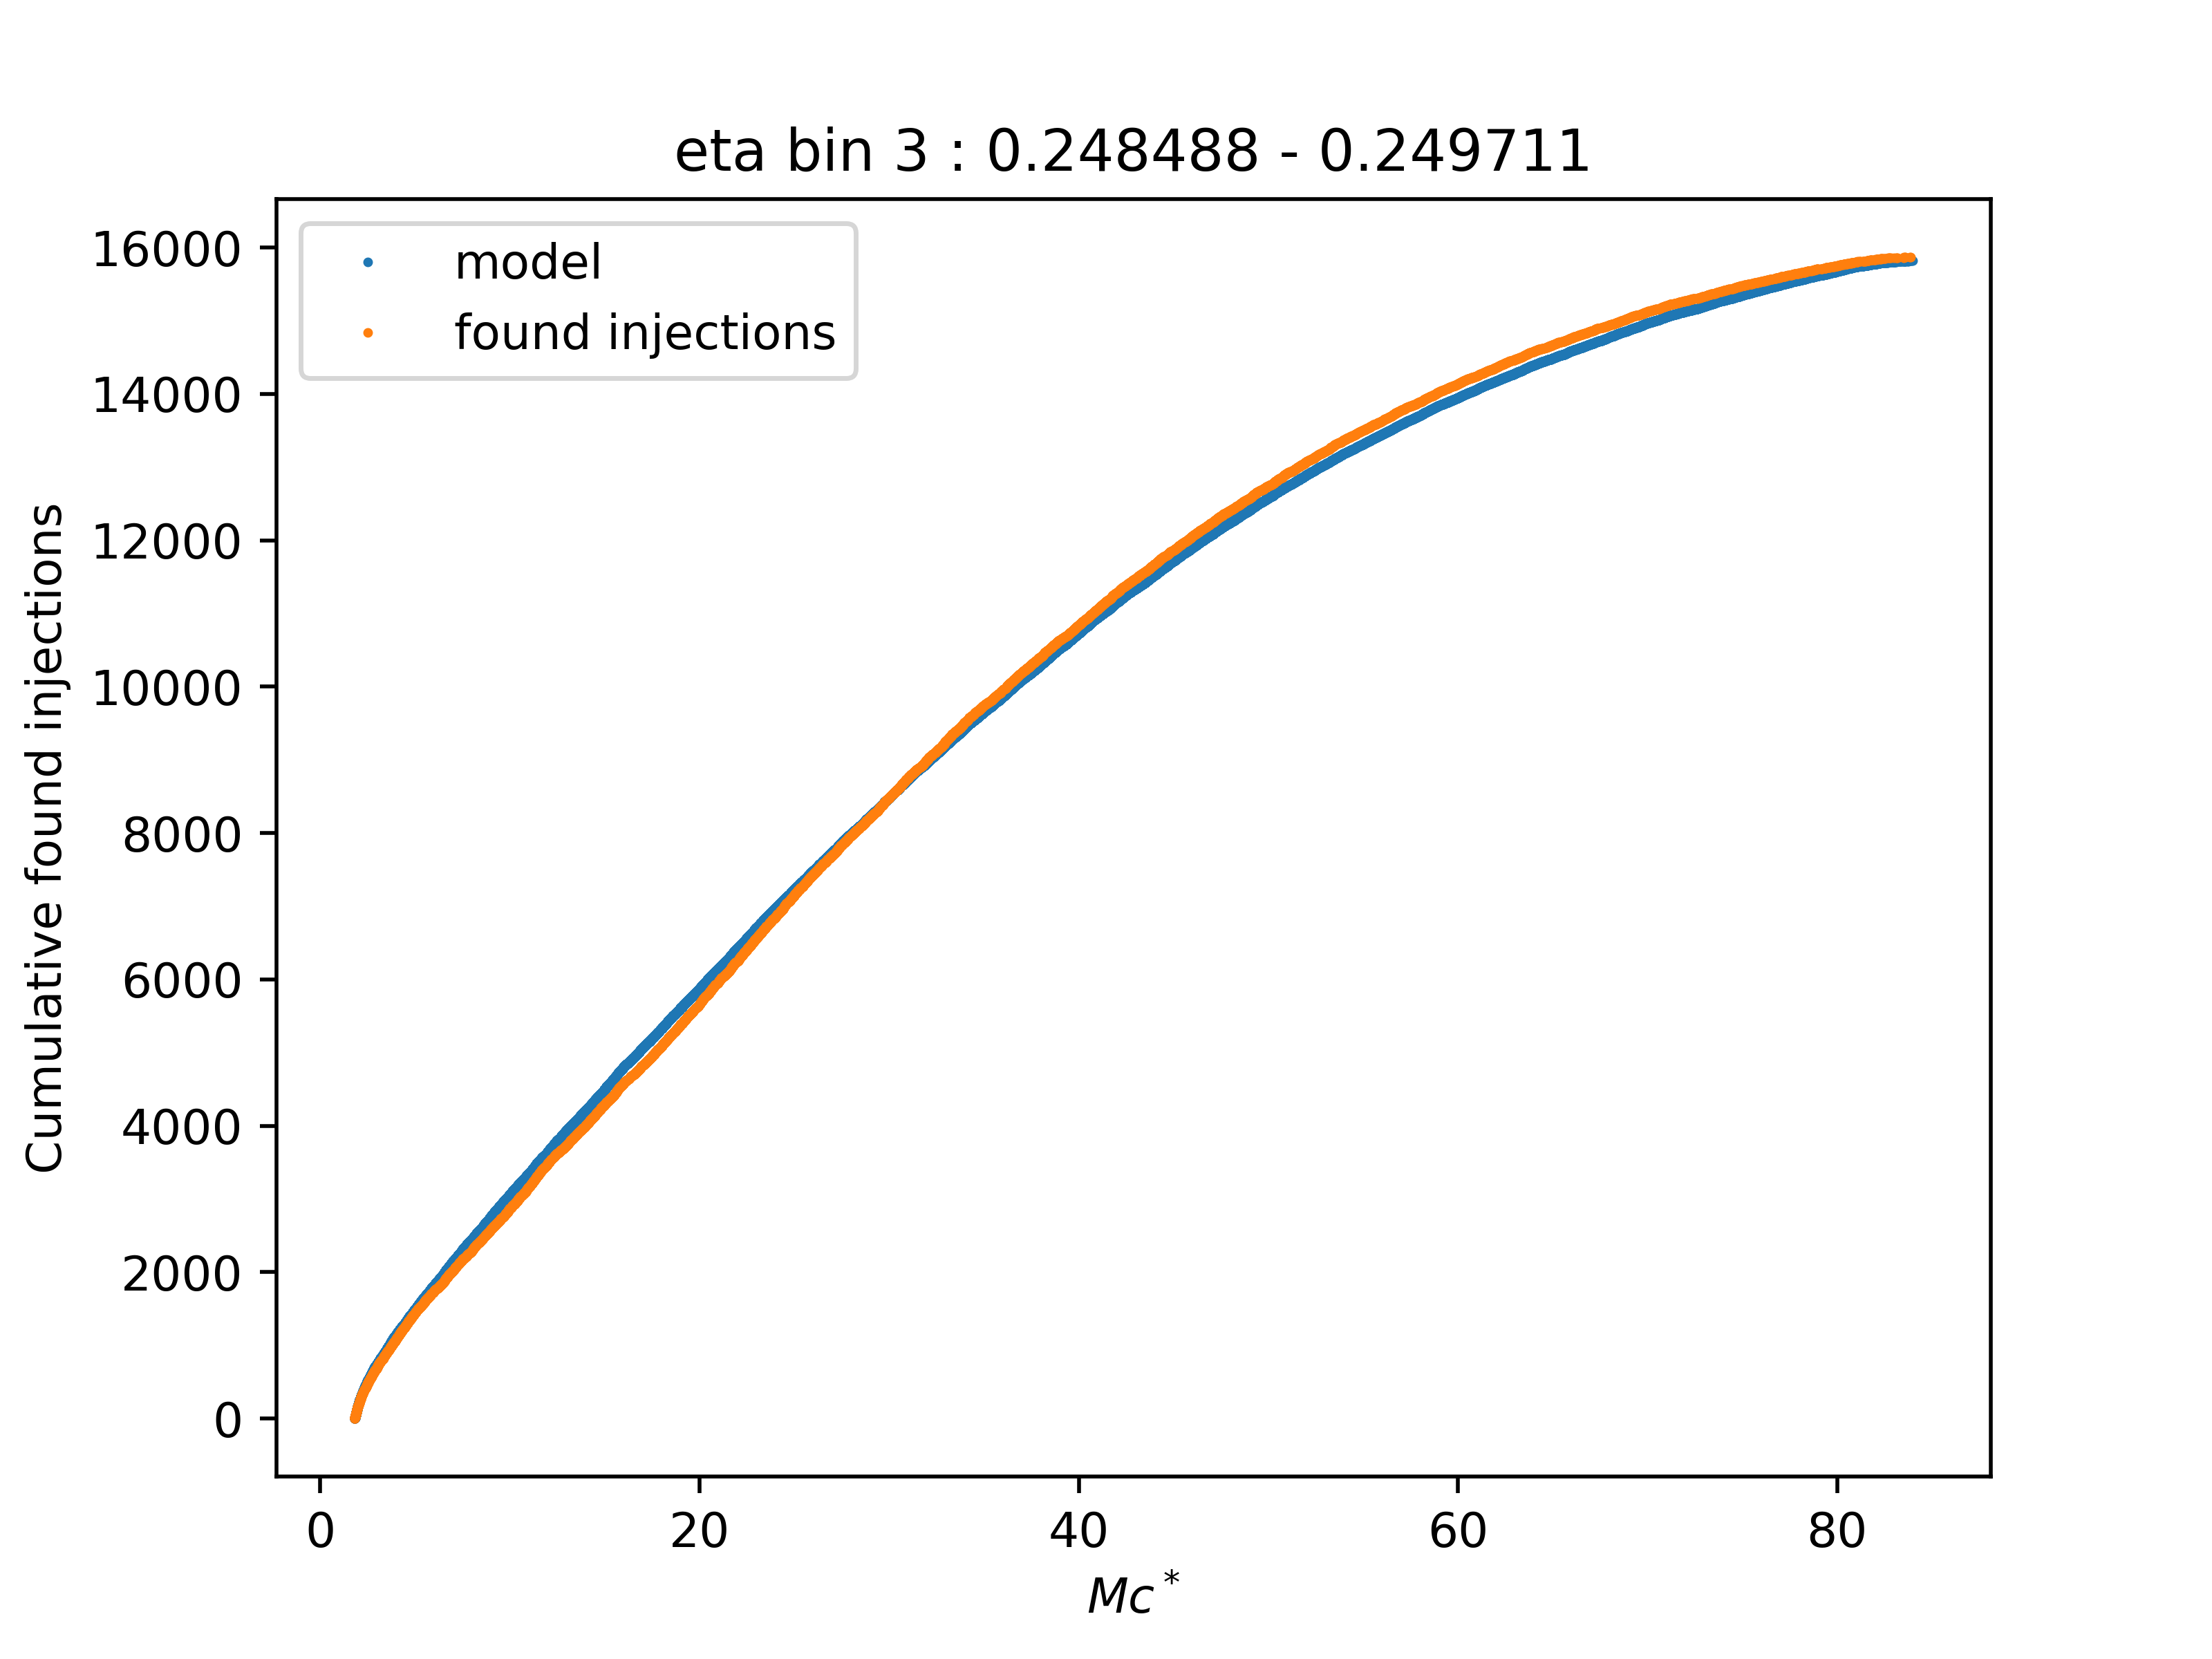 eta bin 3 : 0.248488 - 0.249711
model
found injections
Cumulative found injections
16000
14000
12000
10000
8000
6000
4000
2000
0
0 20 40 60 80
Mc*